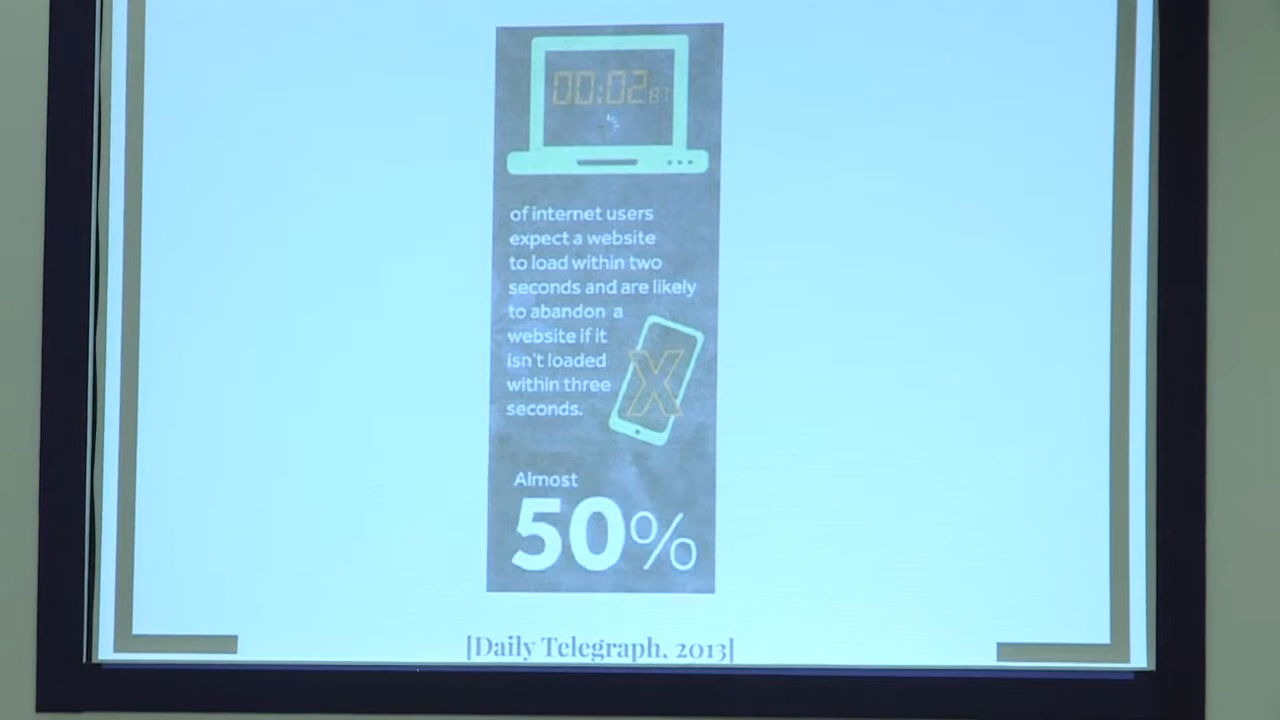 00:02 87
of internet users
expect a website
to load within two
seconds and are likely
to abandon a
website if it
isn't loaded
within three
seconds.
X
Almost
50%
[Daily Telegraph, 2013]